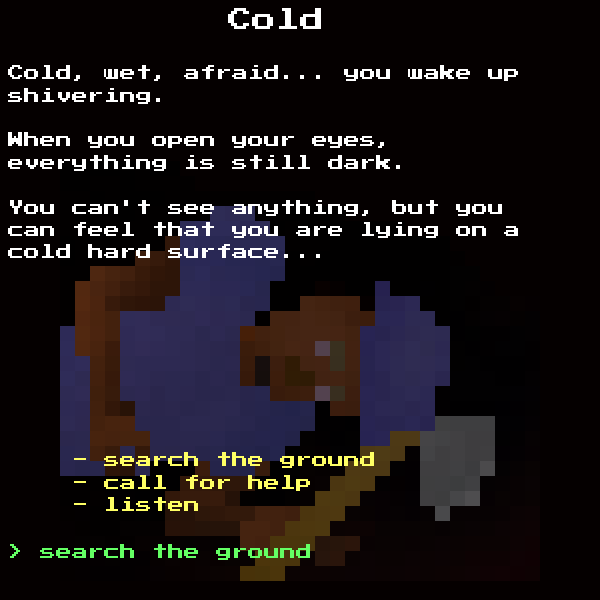 Cold
Cold, wet, afraid... you wake up
shivering.
When you open your eyes,
everything is still dark.
You can't see anything, but you
can feel that you are lying on a
cold hard surface...
- search the ground
- call for help
- listen
> search the ground